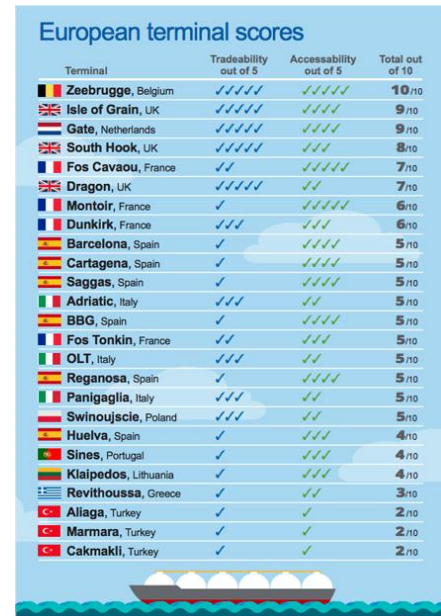 European terminal scores
Terminal Tradeability out of 5 Accessability out of 5 Total out of 10
Zeebrugge, Belgium ✓✓✓✓✓ ✓✓✓✓✓ 10/10
Isle of Grain, UK ✓✓✓✓✓ ✓✓✓✓ 9/10
Gate, Netherlands ✓✓✓✓✓ ✓✓✓✓ 9/10
South Hook, UK ✓✓✓✓✓ ✓✓✓ 8/10
Fos Cavaou, France ✓✓ ✓✓✓✓✓ 7/10
Dragon, UK ✓✓✓✓✓ ✓✓ 7/10
Montoir, France ✓ ✓✓✓✓✓ 6/10
Dunkirk, France ✓✓✓ ✓✓✓ 6/10
Barcelona, Spain ✓ ✓✓✓✓ 5/10
Cartagena, Spain ✓ ✓✓✓✓ 5/10
Saggas, Spain ✓ ✓✓✓✓ 5/10
Adriatic, Italy ✓✓✓ ✓✓ 5/10
BBG, Spain ✓ ✓✓✓✓ 5/10
Fos Tonkin, France ✓✓ ✓✓✓ 5/10
OLT, Italy ✓✓✓ ✓✓ 5/10
Reganosa, Spain ✓ ✓✓✓✓ 5/10
Panigaglia, Italy ✓✓✓ ✓✓ 5/10
Swinoujscie, Poland ✓✓✓ ✓✓ 5/10
Huelva, Spain ✓ ✓✓✓ 4/10
Sines, Portugal ✓ ✓✓✓ 4/10
Klaipedos, Lithuania ✓ ✓✓✓ 4/10
Revithoussa, Greece ✓ ✓✓ 3/10
Aliaga, Turkey ✓ ✓ 2/10
Marmara, Turkey ✓ ✓ 2/10
Cakmakli, Turkey ✓ ✓ 2/10